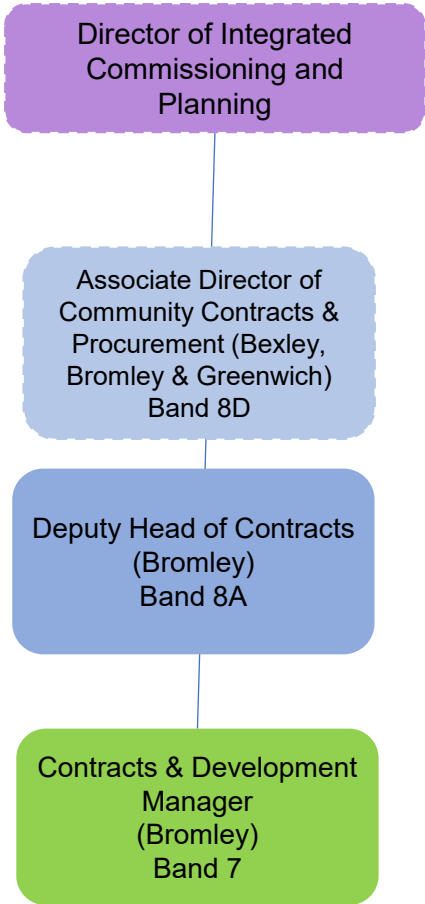 Director of Integrated
Commissioning and
Planning
Associate Director of
Community Contracts &
Procurement (Bexley,
Bromley & Greenwich)
Band 8D
Deputy Head of Contracts
(Bromley)
Band 8A
Contracts & Development
Manager
(Bromley)
Band 7